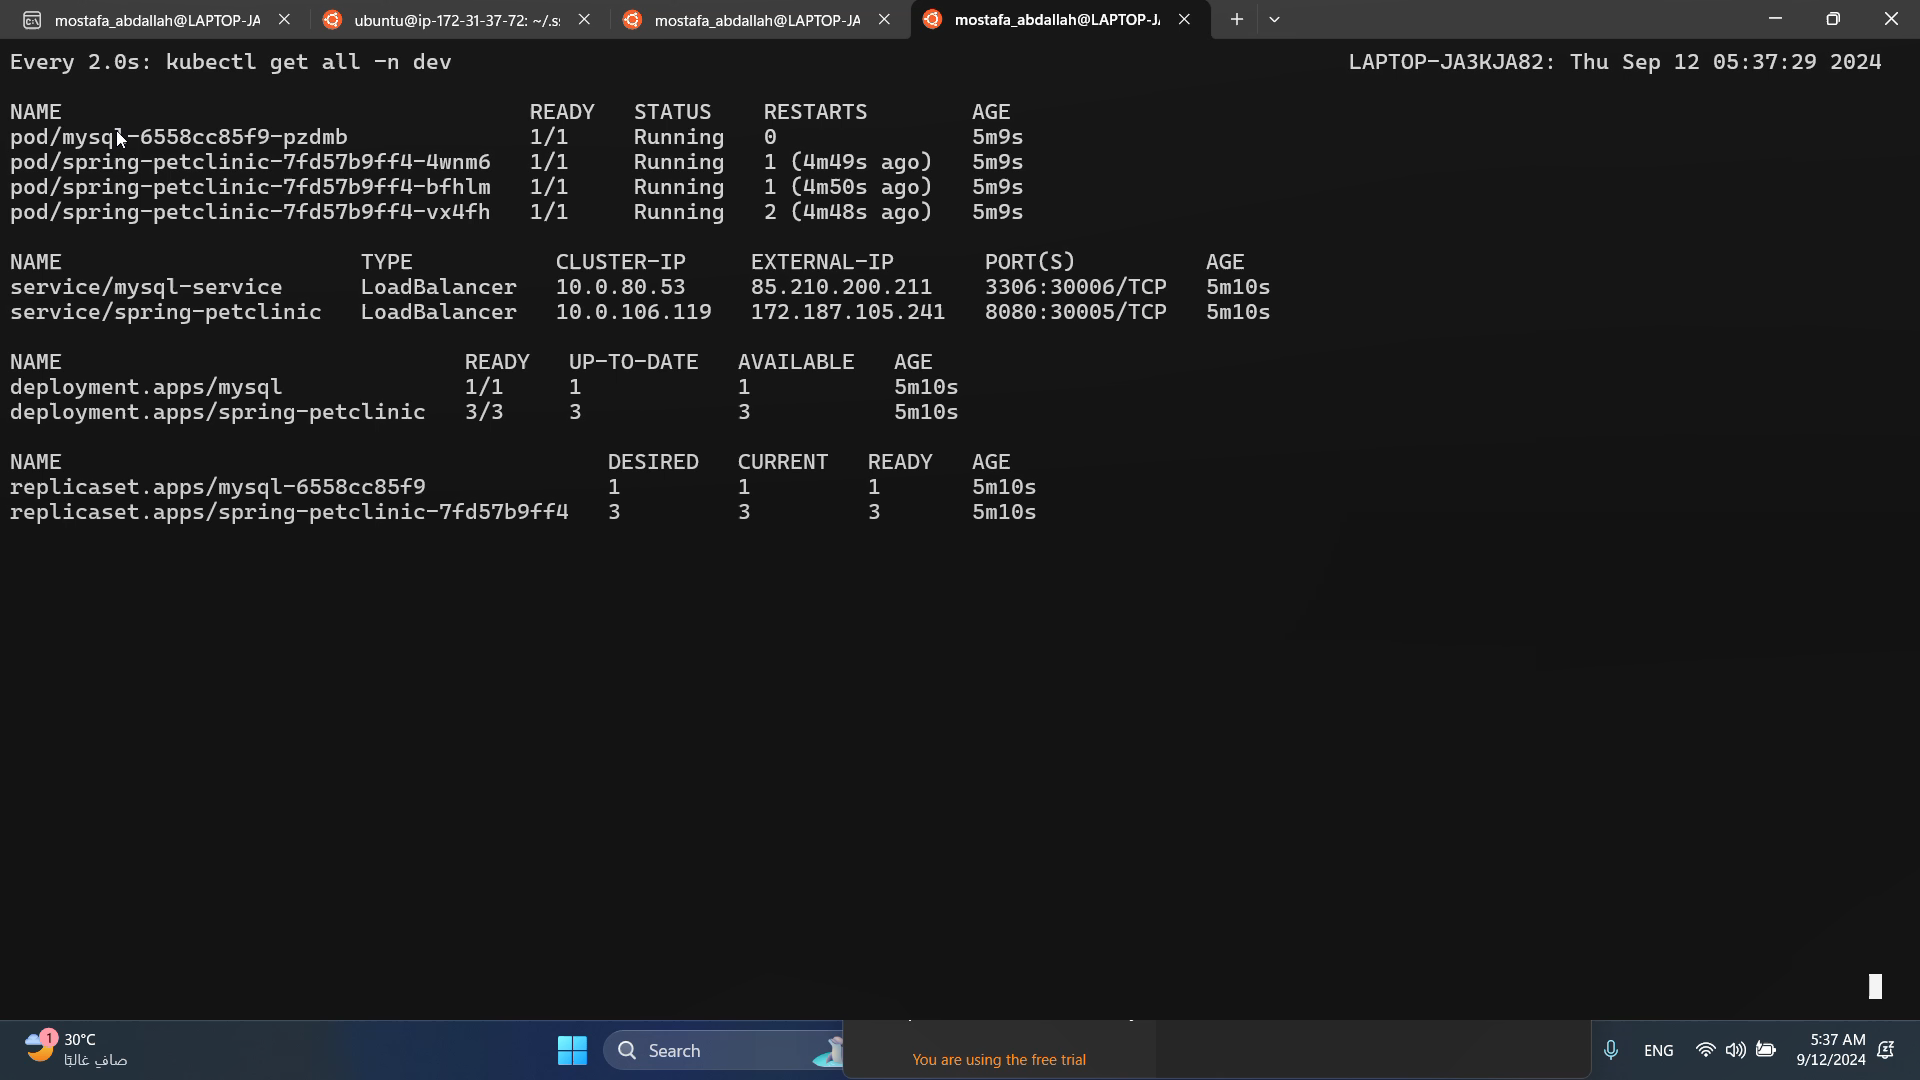 mostafa_abdallah@LAPTOP-JA
ubuntu@ip-172-31-37-72: ~/.s
mostafa_abdallah@LAPTOP-JA
mostafa_abdallah@LAPTOP-J
Every 2.0s: kubectl get all -n dev LAPTOP-JA3KJA82: Thu Sep 12 05:37:29 2024
NAME READY STATUS RESTARTS AGE
pod/mysql-6558cc85f9-pzdmb 1/1 Running 0 5m9s
pod/spring-petclinic-7fd57b9ff4-4wnm6 1/1 Running 1 (4m49s ago) 5m9s
pod/spring-petclinic-7fd57b9ff4-bfhlm 1/1 Running 1 (4m50s ago) 5m9s
pod/spring-petclinic-7fd57b9ff4-vx4fh 1/1 Running 2 (4m48s ago) 5m9s
NAME TYPE CLUSTER-IP EXTERNAL-IP PORT(S) AGE
service/mysql-service LoadBalancer 10.0.80.53 85.210.200.211 3306:30006/TCP 5m10s
service/spring-petclinic LoadBalancer 10.0.106.119 172.187.105.241 8080:30005/TCP 5m10s
NAME READY UP-TO-DATE AVAILABLE AGE
deployment.apps/mysql 1/1 1 1 5m10s
deployment.apps/spring-petclinic 3/3 3 3 5m10s
NAME DESIRED CURRENT READY AGE
replicaset.apps/mysql-6558cc85f9 1 1 1 5m10s
replicaset.apps/spring-petclinic-7fd57b9ff4 3 3 3 5m10s
1
30°C
صافٍ غالبًا
Search
You are using the free trial
ENG
5:37 AM
9/12/2024